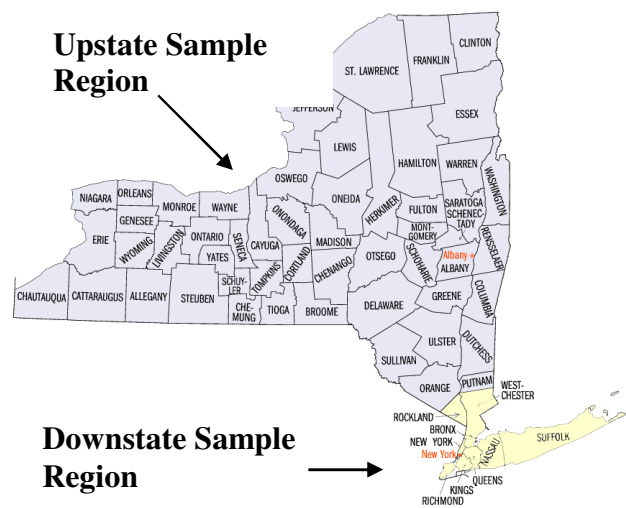 Upstate Sample
Region
CLINTON
FRANKLIN
ST. LAWRENCE
JEFFERSON
ESSEX
LEWIS
HAMILTON
WARREN
WASHINGTON
OSWEGO
ONEIDA
HERKIMER
NIAGARA
ORLEANS
MONROE
WAYNE
GENESEE
ONONDAGA
FULTON
SARATOGA
SCHENEC-
TADY
MONT-
GOMERY
RENSSELAER
ERIE
WYOMING
LIVINGSTON
ONTARIO
YATES
SENECA
CAYUGA
MADISON
CORTLAND
CHENANGO
OTSEGO
SCHOHARIE
Albany
ALBANY
CHAUTAUQUA
CATTARAUGUS
ALLEGANY
STEUBEN
SCHUY-
LER
TOMPKINS
CHE-
MUNG
TIOGA
BROOME
DELAWARE
GREENE
COLUMBIA
ULSTER
DUTCHESS
SULLIVAN
ORANGE
PUTNAM
WEST-
CHESTER
ROCKLAND
BRONX
NEW YORK
New York
NASSAU
SUFFOLK
QUEENS
KINGS
RICHMOND
Downstate Sample
Region